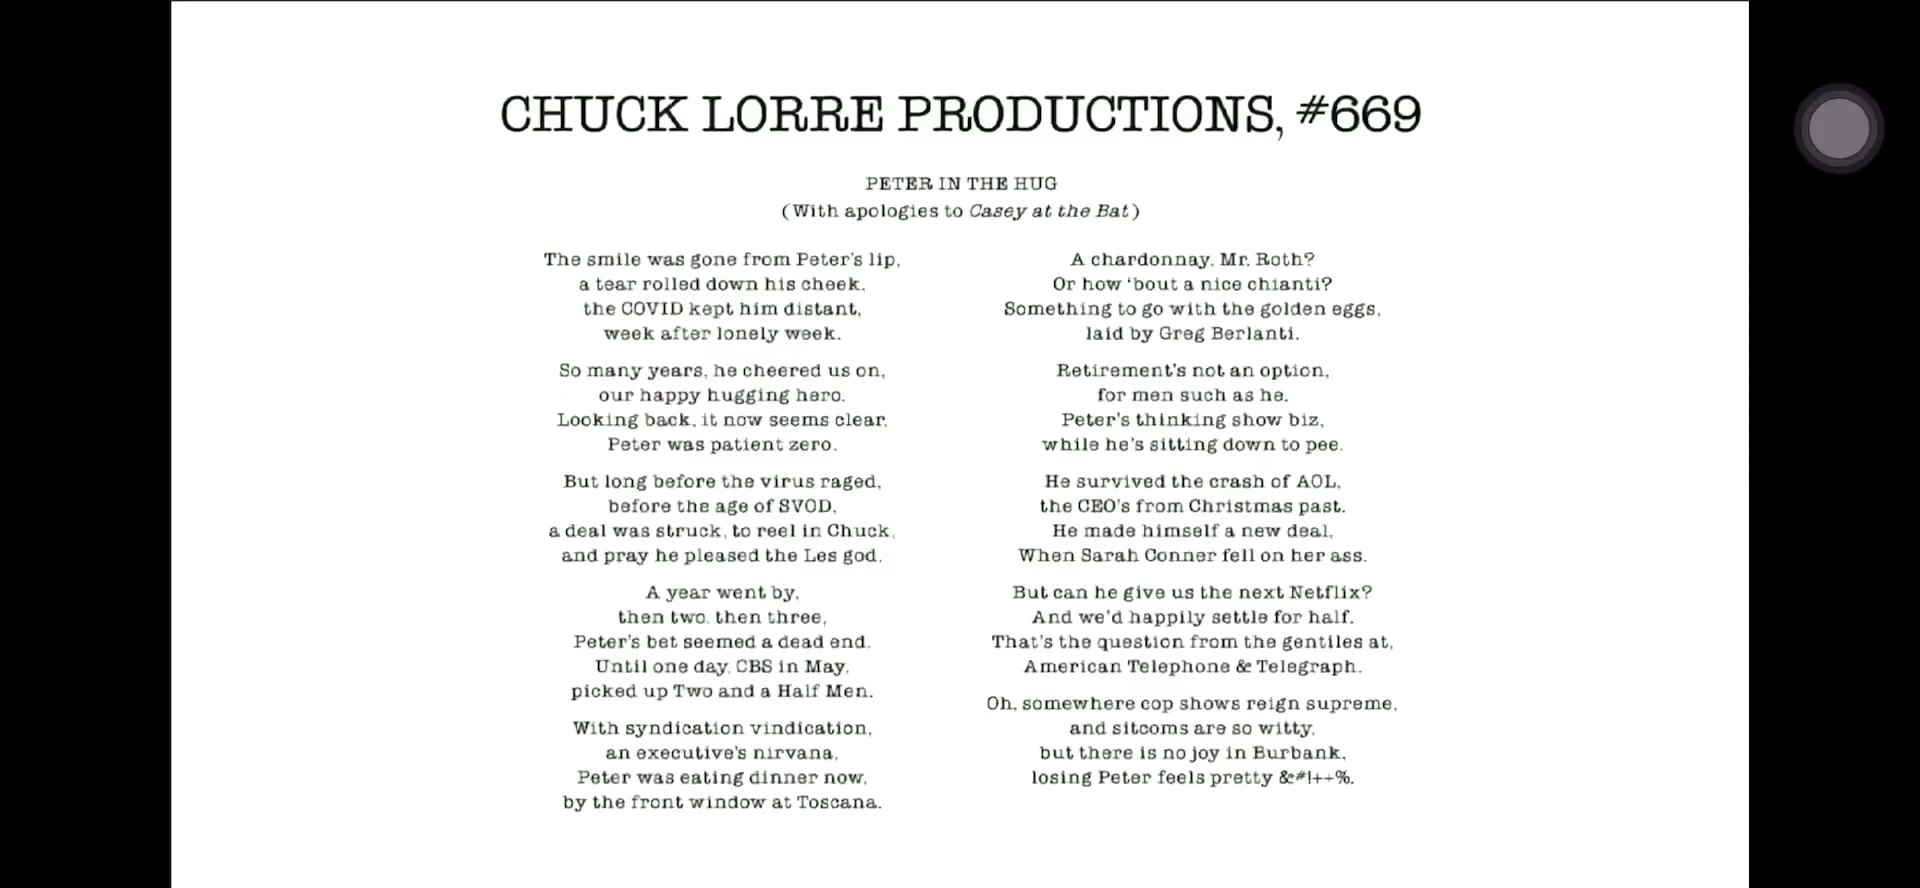 CHUCK LORRE PRODUCTIONS, #669
PETER IN THE HUG
(With apologies to Casey at the Bat)
The smile was gone from Peter's lip,
a tear rolled down his cheek,
the COVID kept him distant,
week after lonely week.
So many years, he cheered us on,
our happy hugging hero.
Looking back, it now seems clear,
Peter was patient zero.
But long before the virus raged,
before the age of SVOD,
a deal was struck, to reel in Chuck,
and pray he pleased the Les god.
A year went by,
then two, then three,
Peter's bet seemed a dead end.
Until one day, CBS in May,
picked up Two and a Half Men.
With syndication vindication,
an executive's nirvana,
Peter was eating dinner now,
by the front window at Toscana.
A chardonnay, Mr. Roth?
Or how 'bout a nice chianti?
Something to go with the golden eggs,
laid by Greg Berlanti.
Retirement's not an option,
for men such as he.
Peter's thinking show biz,
while he's sitting down to pee.
He survived the crash of AOL,
the CEO's from Christmas past.
He made himself a new deal,
When Sarah Conner fell on her ass.
But can he give us the next Netflix?
And we'd happily settle for half.
That's the question from the gentiles at,
American Telephone & Telegraph.
Oh, somewhere cop shows reign supreme,
and sitcoms are so witty,
but there is no joy in Burbank,
losing Peter feels pretty &#!++%.